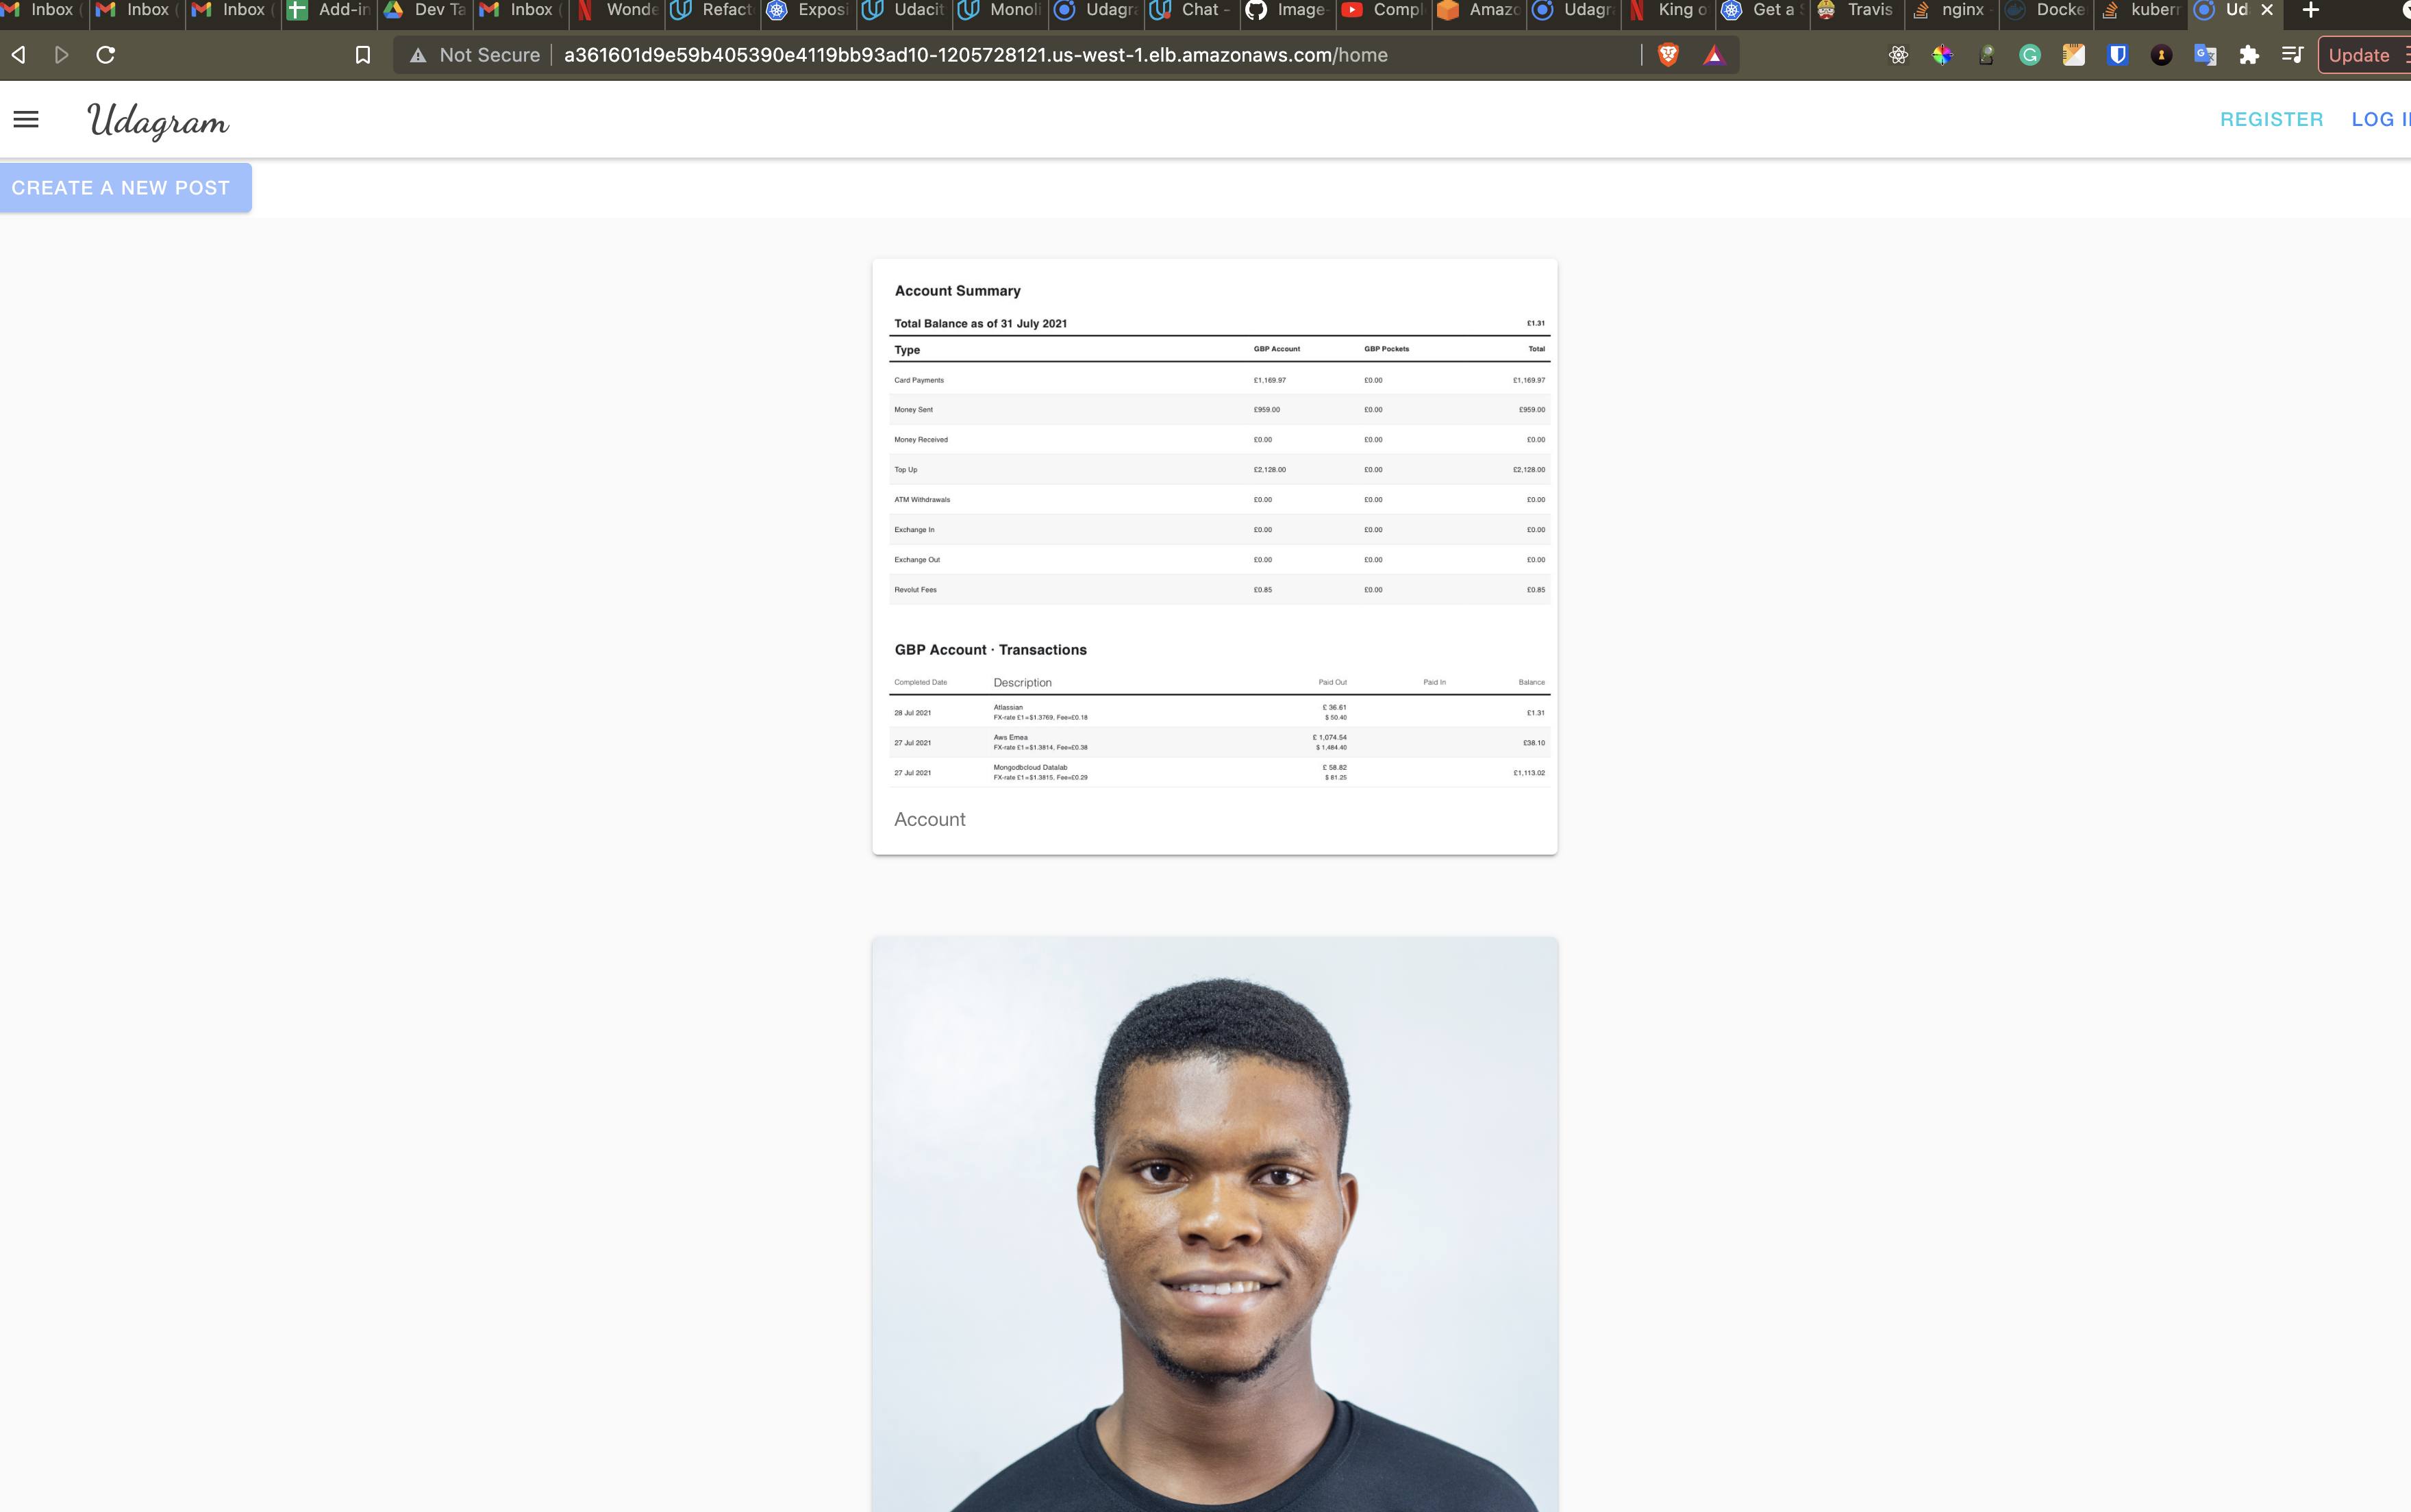 Inbox ( Inbox ( Inbox ( Add-in Dev Ta Inbox ( Wonde Refact Exposi Udacit Monoli Udagra Chat - Image- Compl Amazo Udagra King o Get a S Travis nginx - Docke kubern Ud
Not Secure a361601d9e59b405390e4119bb93ad10-1205728121.us-west-1.elb.amazonaws.com/home Update
Udagram REGISTER LOG I
CREATE A NEW POST
Account Summary
Total Balance as of 31 July 2021 £1.31
Type GBP Account GBP Pockets Total
Card Payments £1,169.97 £0.00 £1,169.97
Money Sent £959.00 £0.00 £959.00
Money Received £0.00 £0.00 £0.00
Top Up £2,128.00 £0.00 £2,128.00
ATM Withdrawals £0.00 £0.00 £0.00
Exchange In £0.00 £0.00 £0.00
Exchange Out £0.00 £0.00 £0.00
Revolut Fees £0.85 £0.00 £0.85
GBP Account · Transactions
Completed Date Description Paid Out Paid In Balance
28 Jul 2021 Atlassian £ 36.61 £1.31
FX-rate £1=$1.3769, Fee=£0.18 $ 50.40
27 Jul 2021 Aws Emea £ 1,074.54 £38.10
FX-rate £1=$1.3814, Fee=£0.38 $ 1,484.40
27 Jul 2021 Mongodbcloud Datalab £ 58.82 £1,113.02
FX-rate £1=$1.3815, Fee=£0.29 $ 81.25
Account